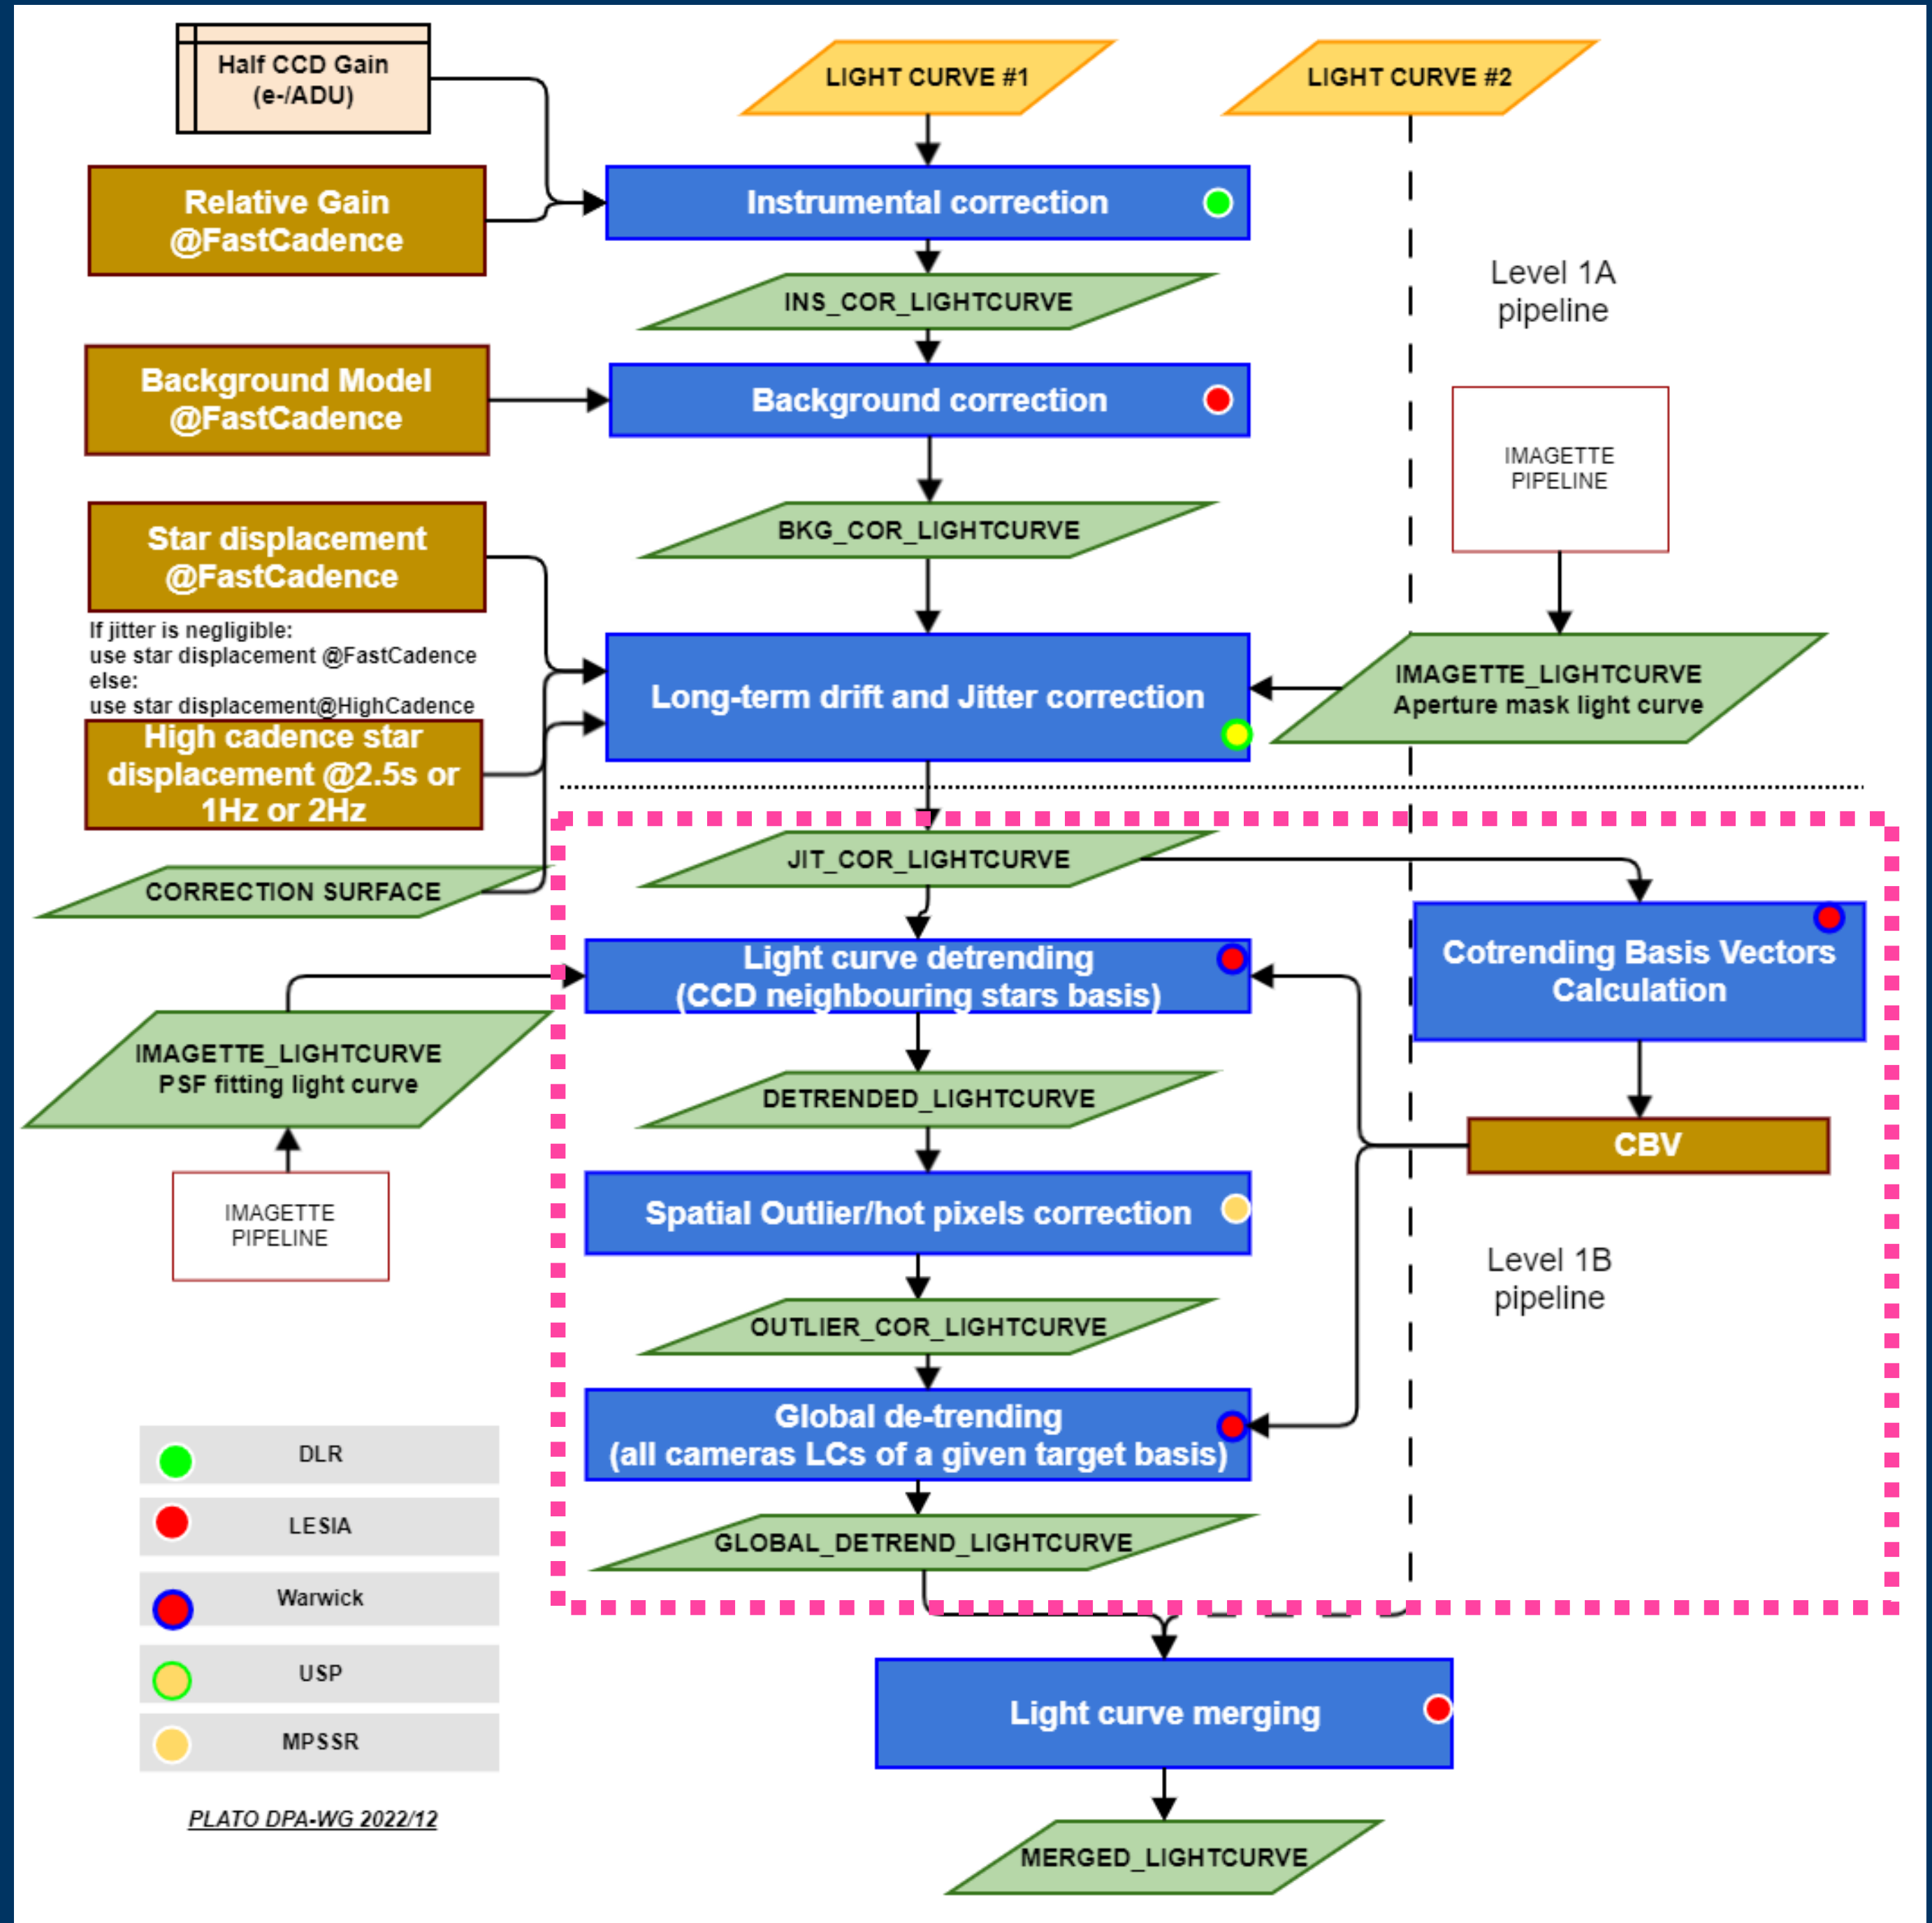 Half CCD Gain
(e-/ADU)
LIGHT CURVE #1
LIGHT CURVE #2
Relative Gain
@FastCadence
Instrumental correction
INS_COR_LIGHTCURVE
Level 1A
pipeline
Background Model
@FastCadence
Background correction
IMAGETTE
PIPELINE
BKG_COR_LIGHTCURVE
Star displacement
@FastCadence
If jitter is negligible:
use star displacement @FastCadence
else:
use star displacement@HighCadence
High cadence star
displacement @2.5s or
1Hz or 2Hz
Long-term drift and Jitter correction
IMAGETTE_LIGHTCURVE
Aperture mask light curve
CORRECTION SURFACE
JIT_COR_LIGHTCURVE
Light curve detrending
(CCD neighbouring stars basis)
Cotrending Basis Vectors
Calculation
IMAGETTE_LIGHTCURVE
PSF fitting light curve
DETRENDED_LIGHTCURVE
CBV
IMAGETTE
PIPELINE
Spatial Outlier/hot pixels correction
Level 1B
pipeline
OUTLIER_COR_LIGHTCURVE
Global de-trending
(all cameras LCs of a given target basis)
GLOBAL_DETREND_LIGHTCURVE
DLR
LESIA
Warwick
USP
MPSSR
PLATO DPA-WG 2022/12
Light curve merging
MERGED_LIGHTCURVE